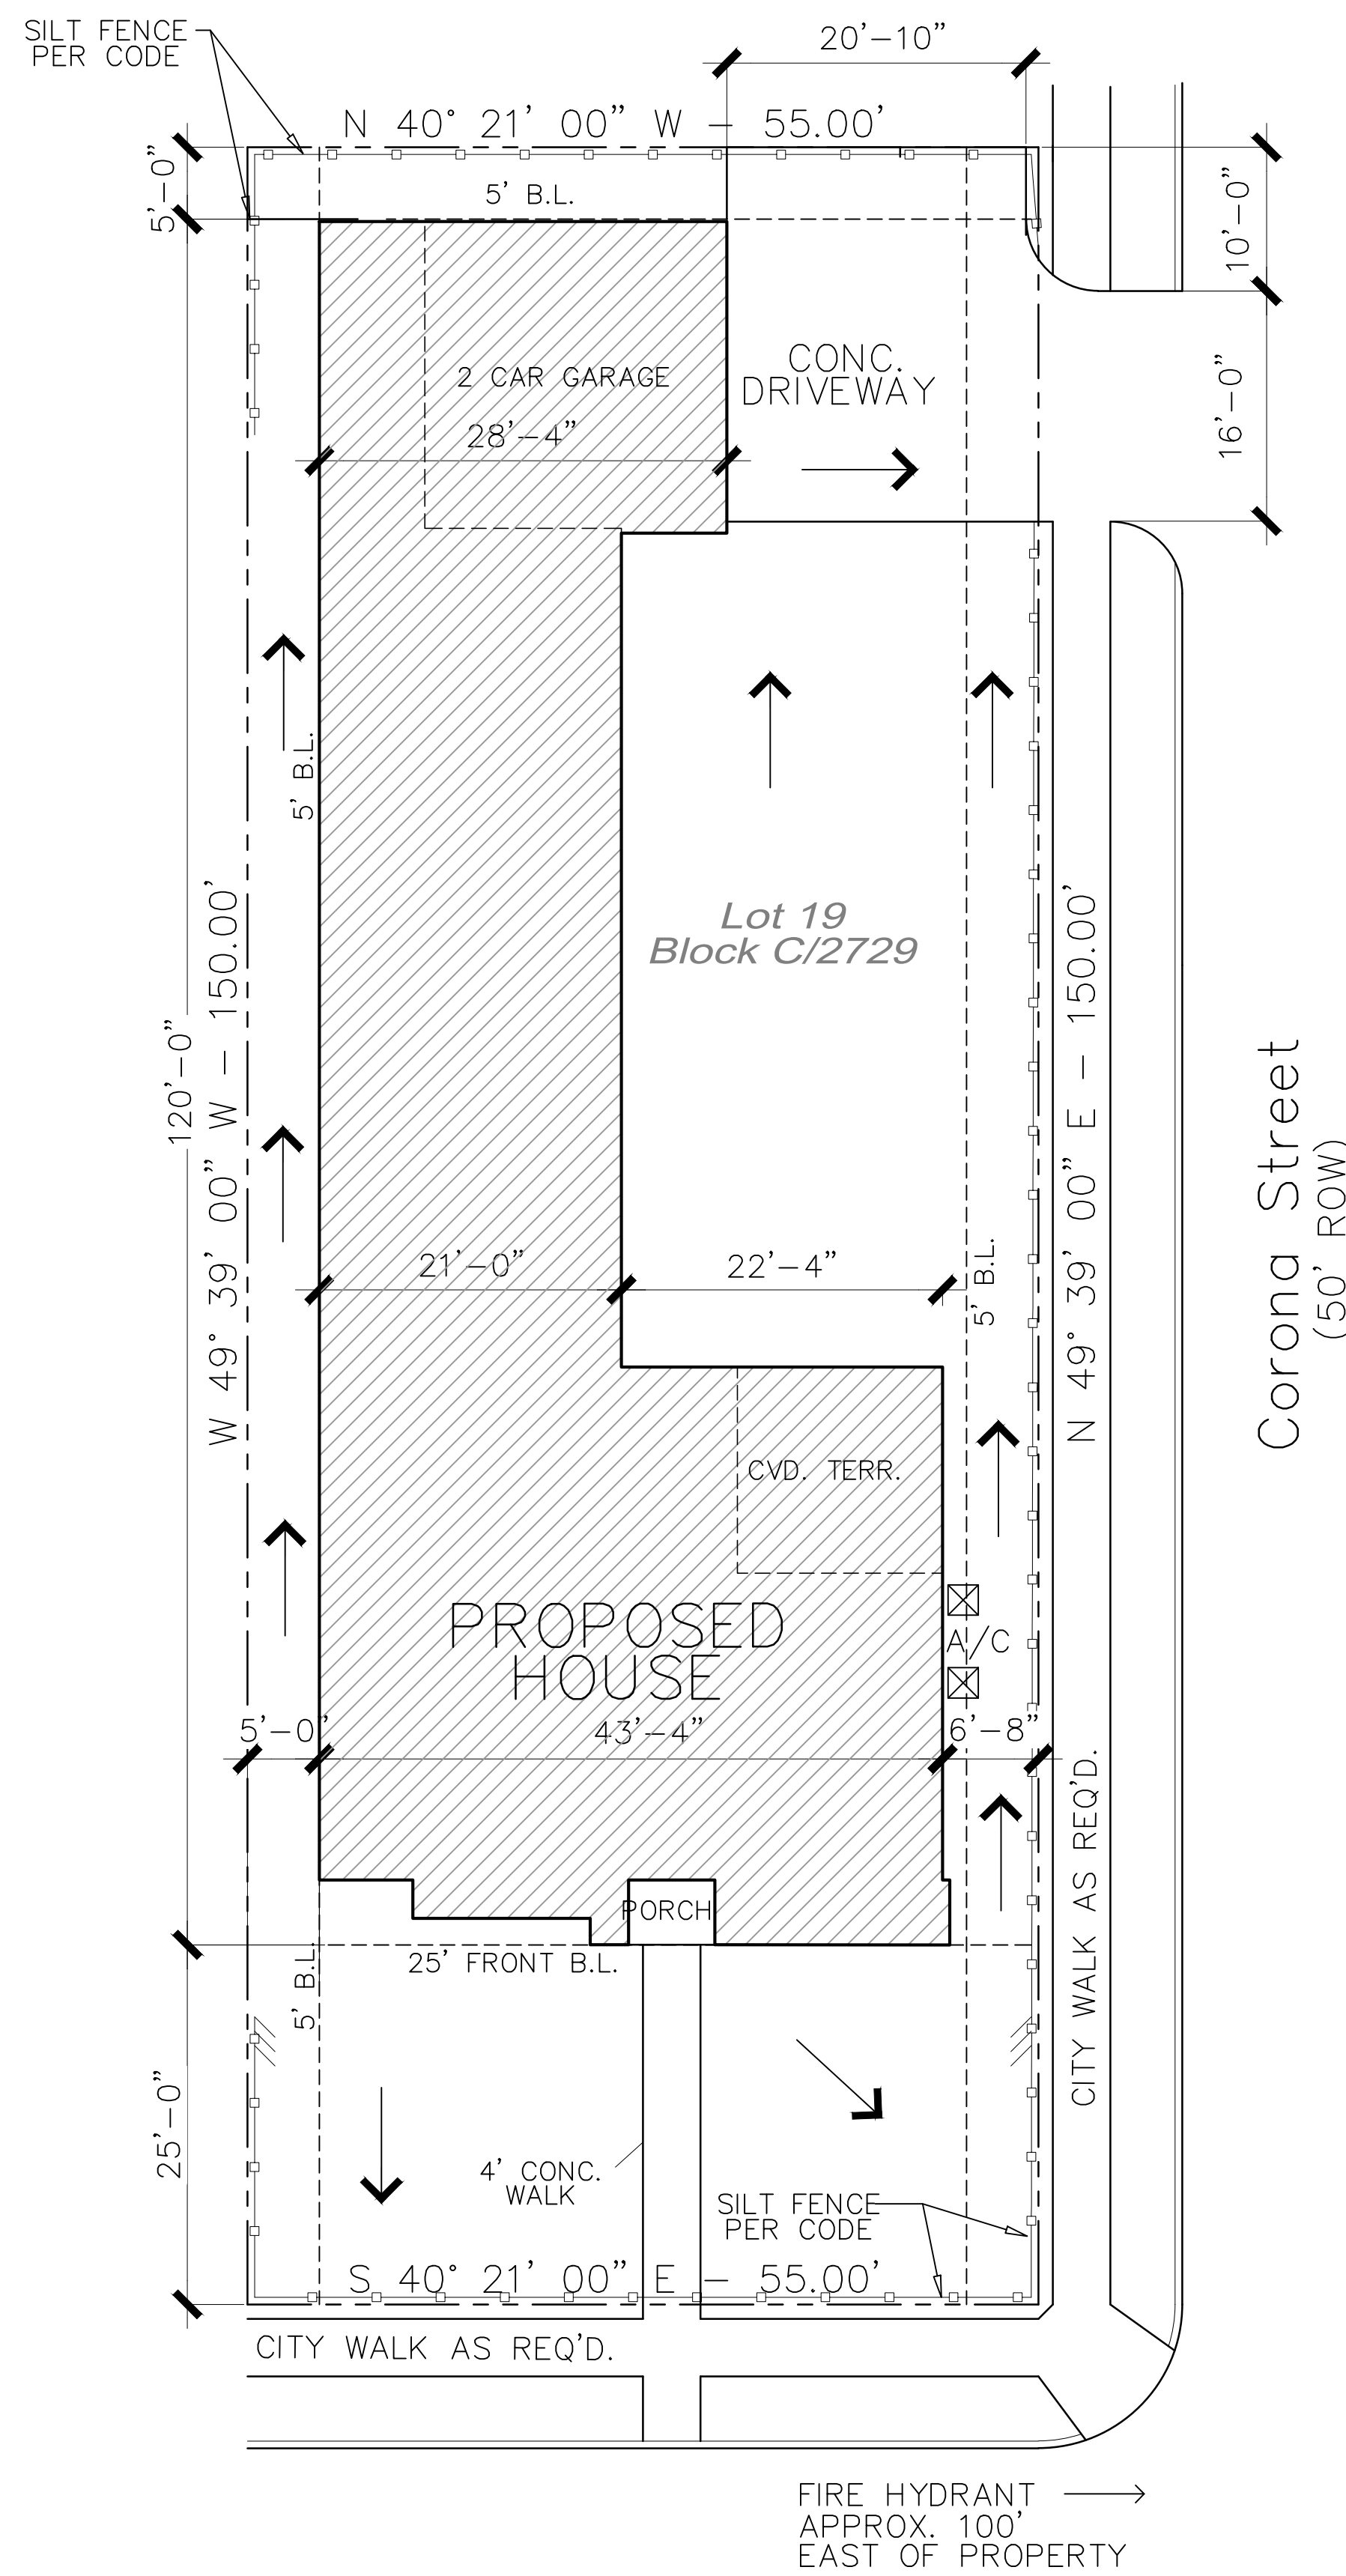 SILT FENCE
PER CODE
20'-10"
N 40° 21' 00" W - 55.00'
5'-0"
5' B.L.
10'-0"
CONC.
DRIVEWAY
2 CAR GARAGE
28'-4"
16'-0"
5' B.L.
Lot 19
Block C/2729
W 49° 39' 00" W - 150.00'
N 49° 39' 00" E - 150.00'
120'-0"
Corona Street
(50' ROW)
21'-0"
22'-4"
5' B.L.
CVD. TERR.
PROPOSED
HOUSE
A/C
5'-0"
43'-4"
6'-8"
PORCH
25' FRONT B.L.
5' B.L.
CITY WALK AS REQ'D.
25'-0"
4' CONC.
WALK
SILT FENCE
PER CODE
S 40° 21' 00" E - 55.00'
CITY WALK AS REQ'D.
FIRE HYDRANT
APPROX. 100'
EAST OF PROPERTY